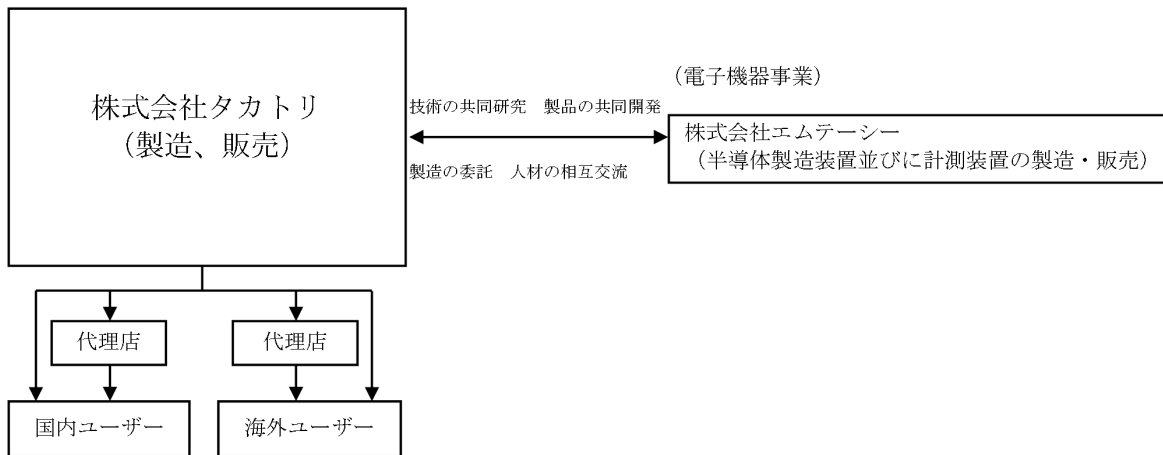 （電子機器事業）
株式会社タカトリ
（製造、販売）
技術の共同研究　製品の共同開発
製造の委託　人材の相互交流
株式会社エムテーシー
（半導体製造装置並びに計測装置の製造・販売）
代理店
代理店
国内ユーザー
海外ユーザー